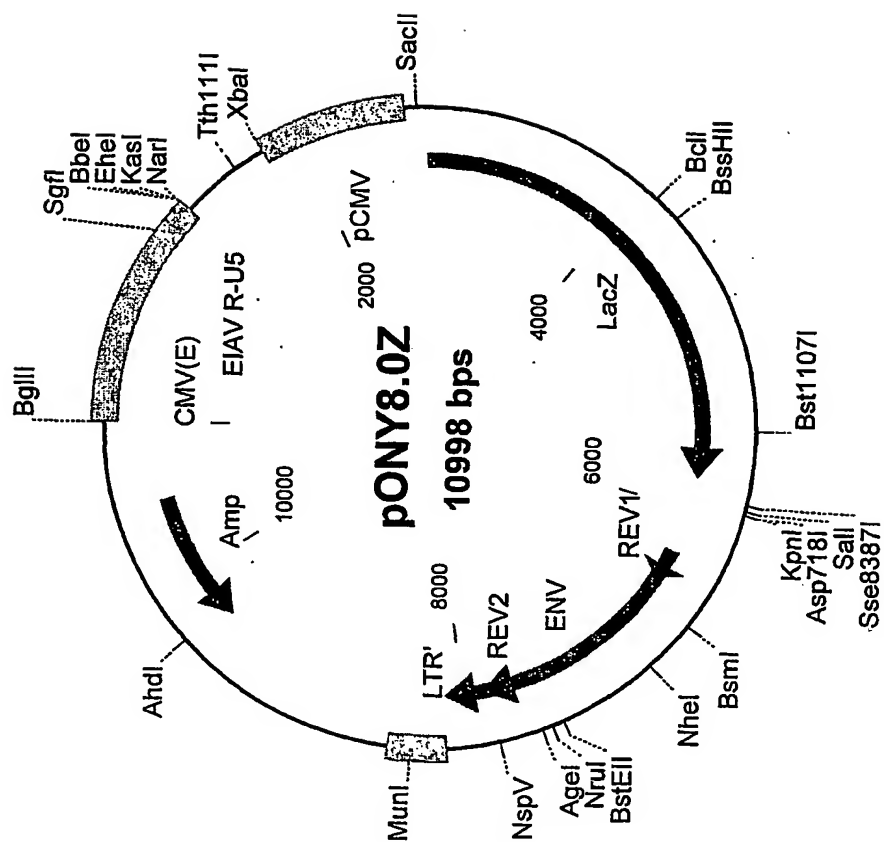 BglII
SgfI
BbeI
EheI
KasI
NarI
Tth111I
XbaI
SacII
CMV(E)
EIAV R-U5
pCMV
2000
BclI
BssHII
4000
LacZ
pONY8.0Z
10998 bps
Bst1107I
6000
REV1/
KpnI
Asp718I
SalI
Sse8387I
BsmI
NheI
ENV
REV2
8000
LTR'
BstEII
NruI
AgeI
NspV
MunI
AhdI
Amp
10000